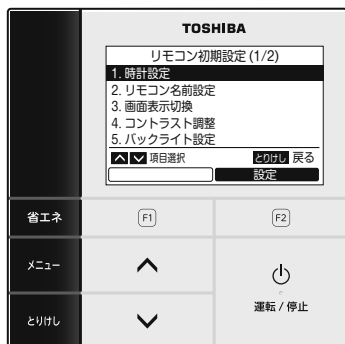 TOSHIBA
リモコン初期設定 (1/2)
1. 時計設定
2. リモコン名前設定
3. 画面表示切換
4. コントラスト調整
5. バックライト設定
項目選択 とりけし 戻る
設定
省エネ F1 F2
メニュー
運転 / 停止
とりけし